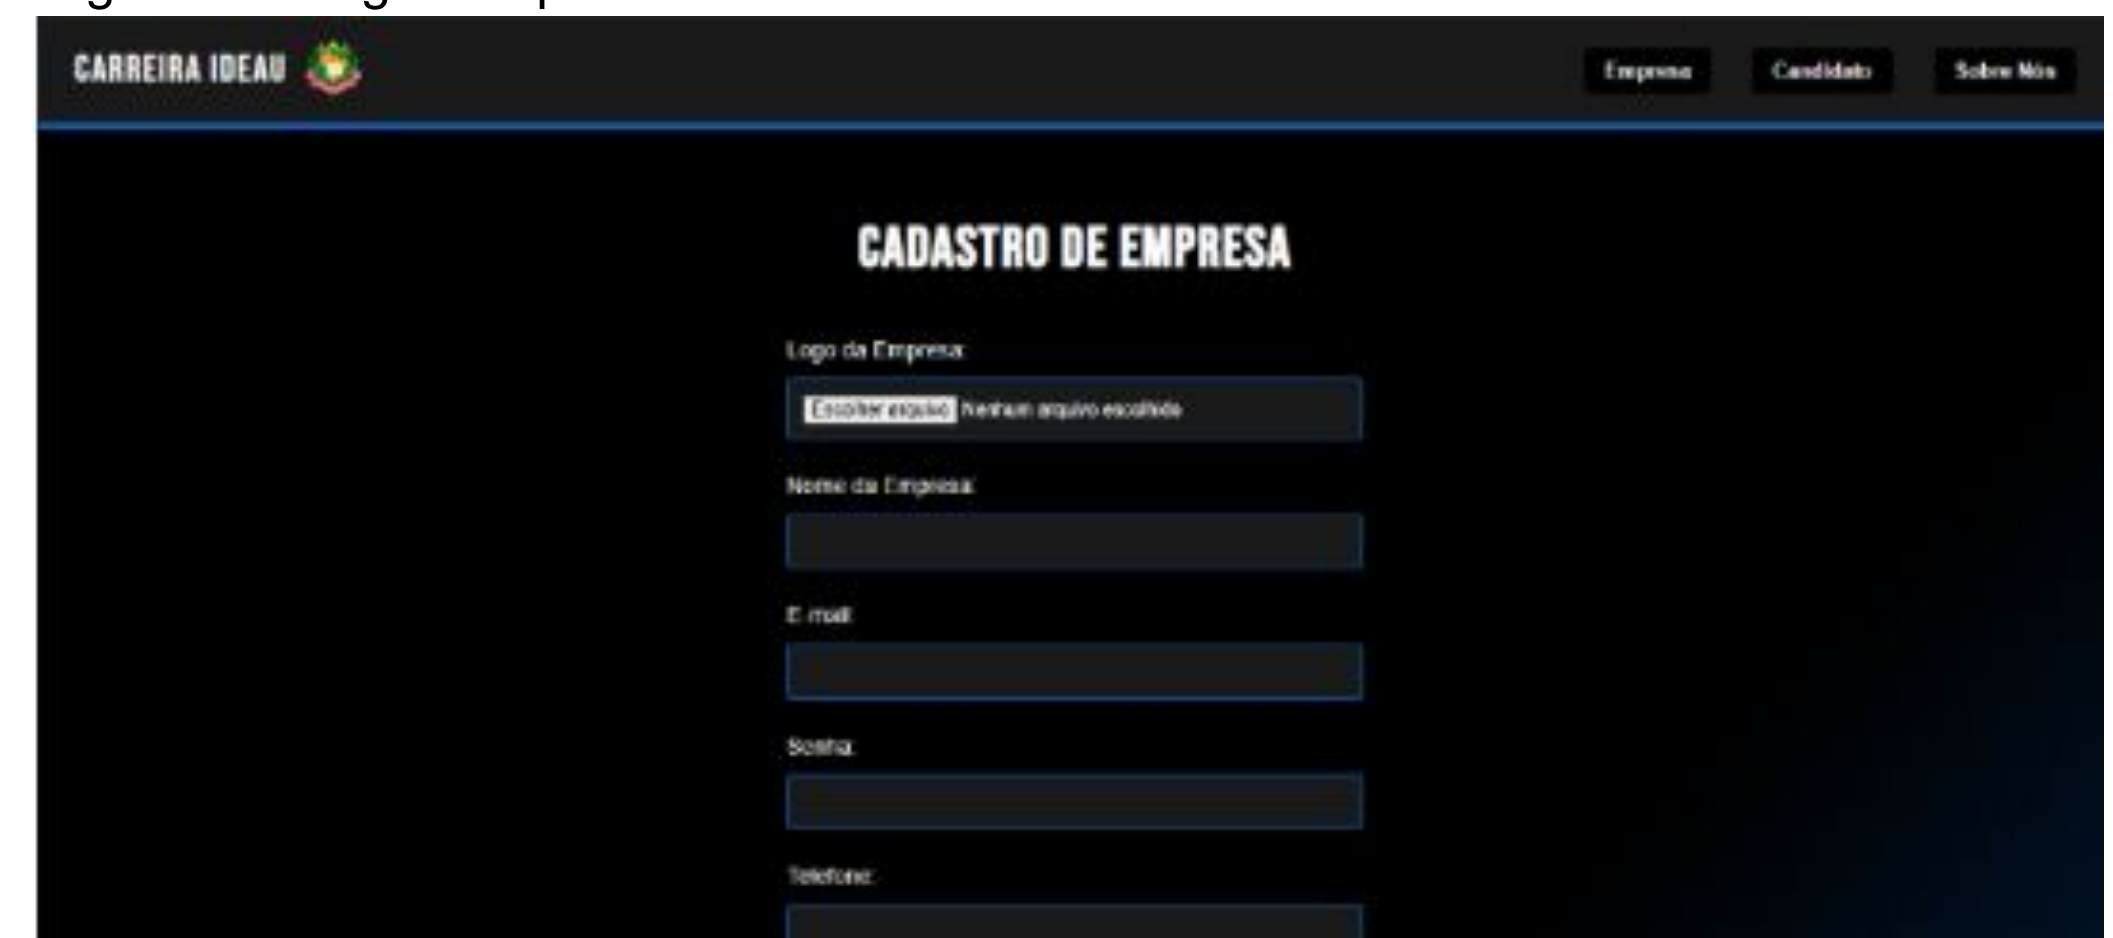 CARREIRA IDEAU
Empresa
Candidato
Sobre Nós
CADASTRO DE EMPRESA
Logo da Empresa:
Escolher arquivo Nenhum arquivo escolhido
Nome da Empresa:
E-mail:
Senha:
Telefone: